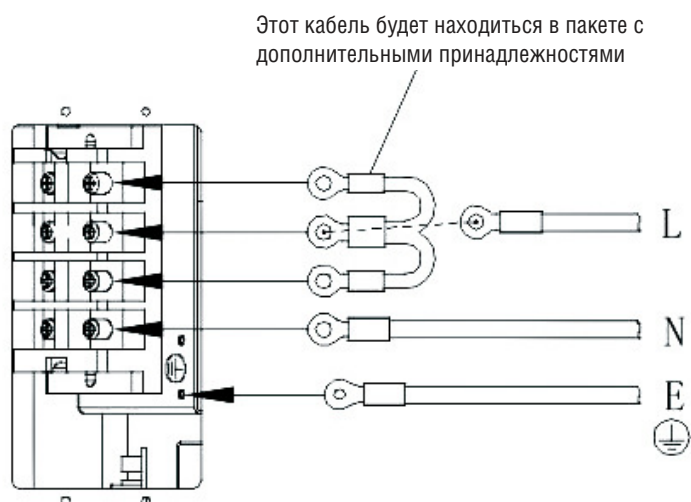 Этот кабель будет находиться в пакете с
дополнительными принадлежностями
L
N
E